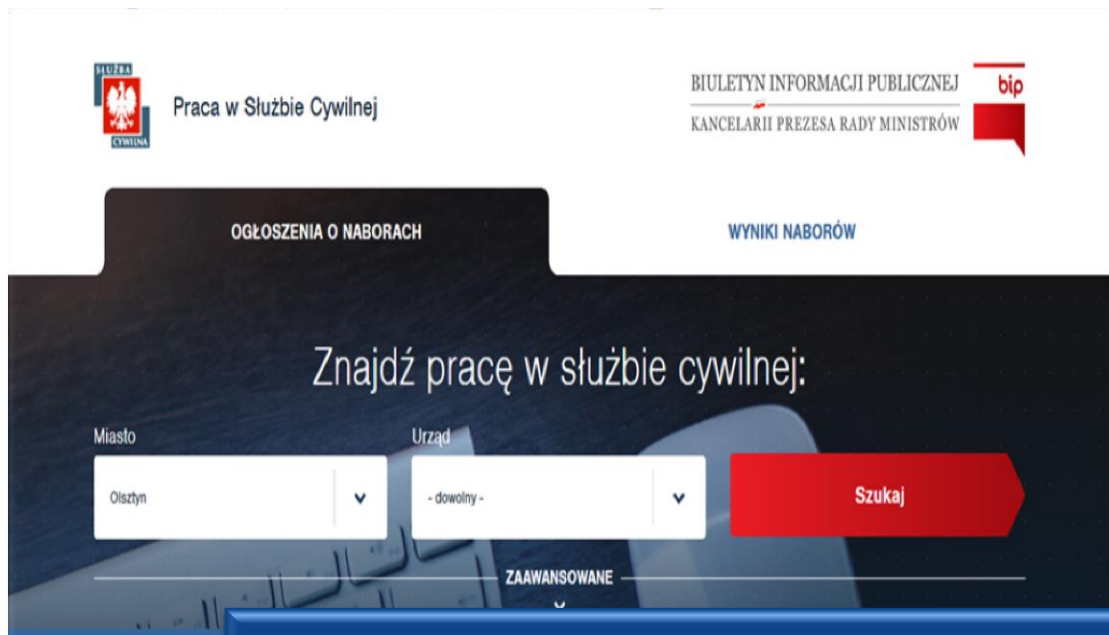 SŁUŻBA
CYWILNA
Praca w Służbie Cywilnej
BIULETYN INFORMACJI PUBLICZNEJ
KANCELARII PREZESA RADY MINISTRÓW
bip
OGŁOSZENIA O NABORACH
WYNIKI NABORÓW
Znajdź pracę w służbie cywilnej:
Miasto
Urząd
Olsztyn
- dowolny -
Szukaj
ZAAWANSOWANE